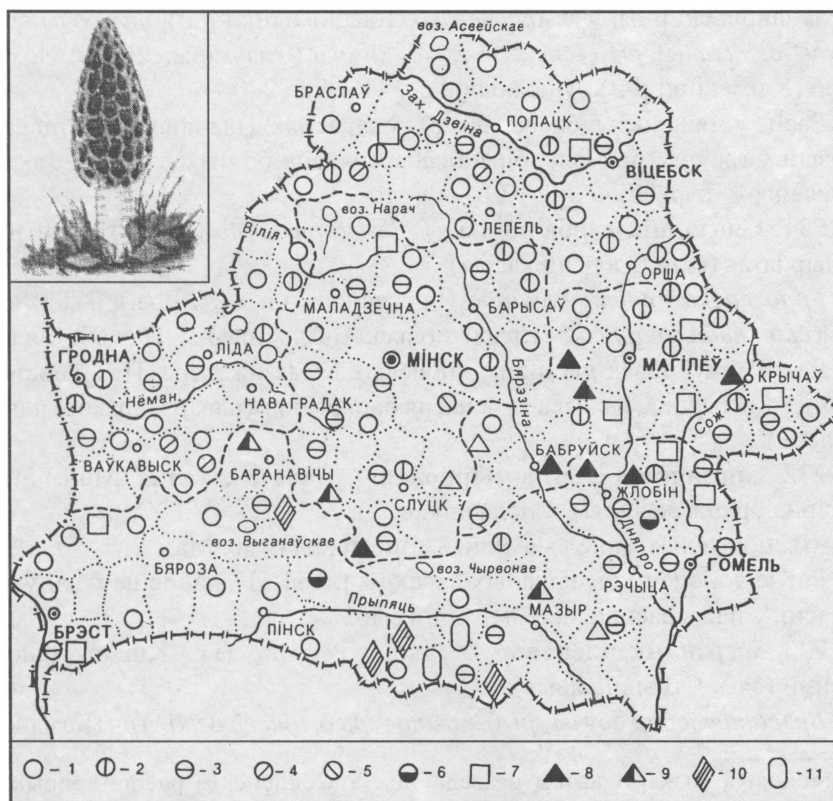 воз. Асвейскае
БРАСЛАЎ
Зах. Дзвіна
ПОЛАЦК
ВІЦЕБСК
воз. Нарач
ЛЕПЕЛЬ
Вілія
ОРША
МАЛАДЗЕЧНА
БАРЫСАЎ
ГРОДНА
ЛІДА
МІНСК
МАГІЛЁЎ
КРЫЧАЎ
Нёман
НАВАГРАДАК
Бярэзіна
Сож
ВАЎКАВЫСК
БАРАНАВІЧЫ
БАБРУЙСК
СЛУЦК
ЖЛОБІН
воз. Выганаўскае
Дняпро
ГОМЕЛЬ
БЯРОЗА
воз. Чырвонае
РЭЧЫЦА
Прыпяць
МАЗЫР
БРЭСТ
ПІНСК
- 1 - 2 - 3 - 4 - 5 - 6 - 7 - 8 - 9 - 10 - 11